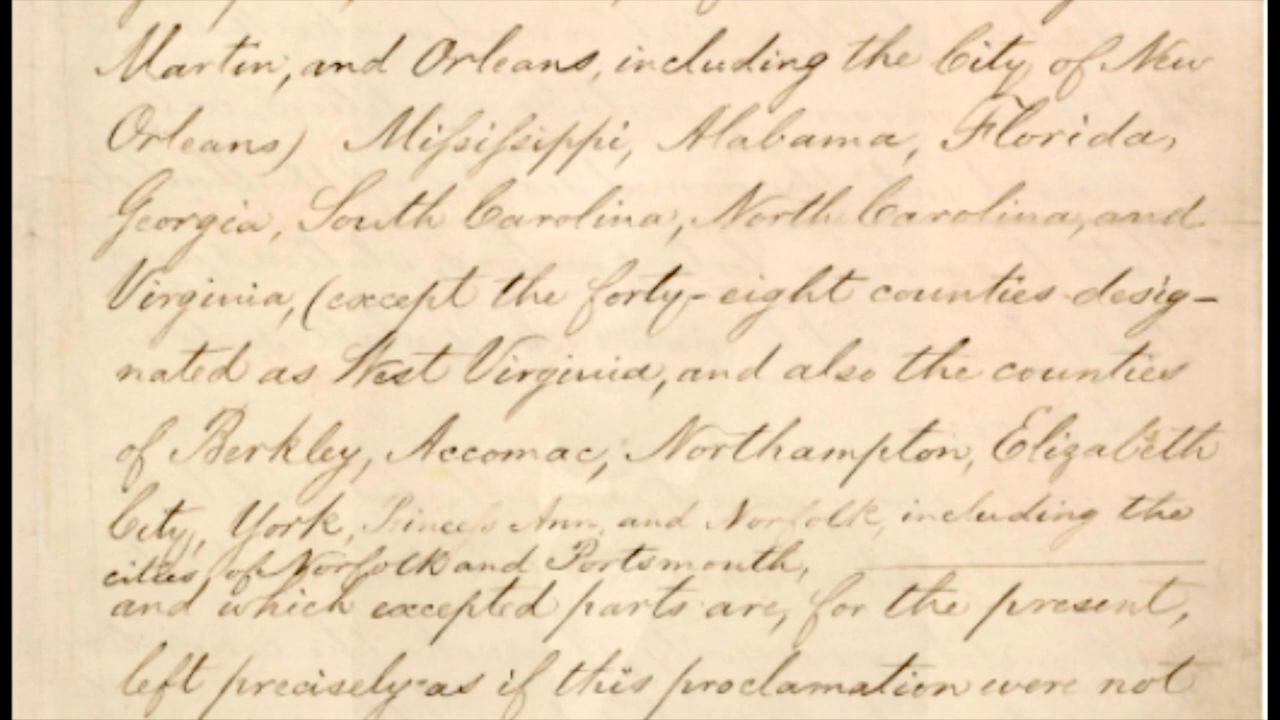 Martin, and Orleans, including the City of New
Orleans) Mississippi, Alabama, Florida,
Georgia, South Carolina, North Carolina, and
Virginia, (except the forty-eight counties desig-
nated as West Virginia, and also the counties
of Berkley, Accomac, Northampton, Elizabeth
City, York, Princess Ann, and Norfolk, including the
cities of Norfolk and Portsmouth,
and which excepted parts are, for the present,
left precisely as if this proclamation were not